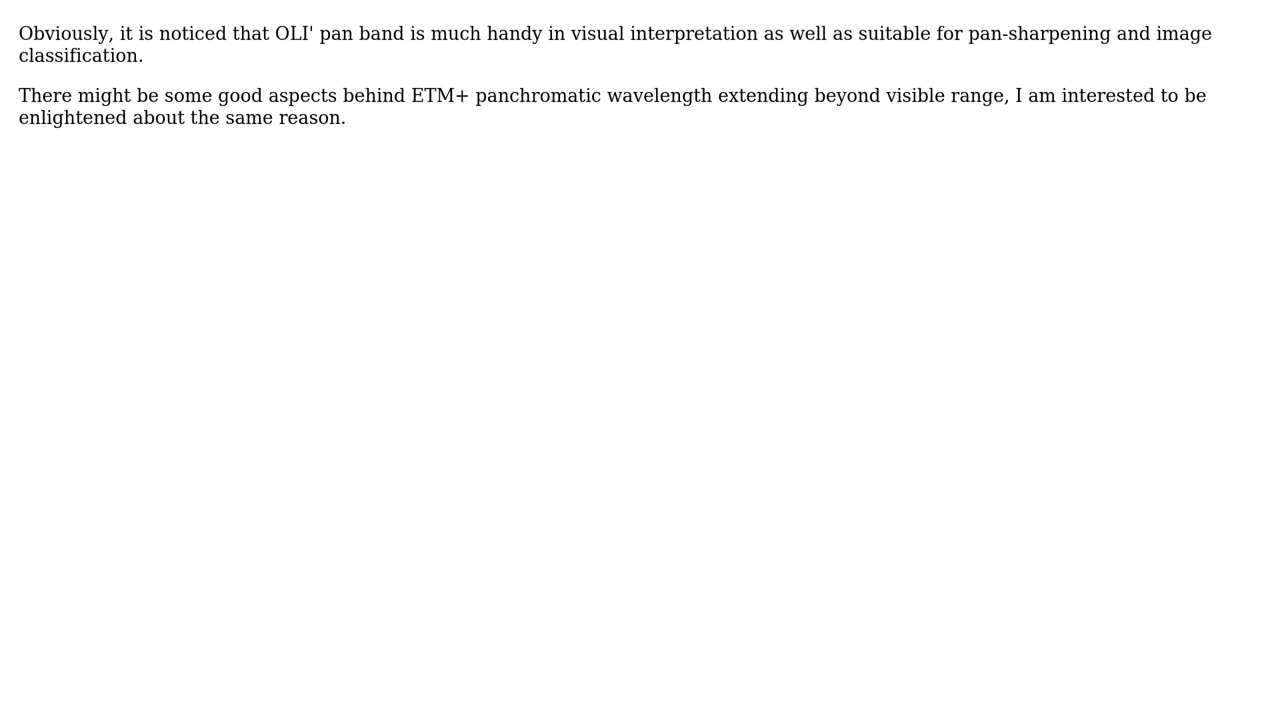 Obviously, it is noticed that OLI' pan band is much handy in visual interpretation as well as suitable for pan-sharpening and image
classification.
There might be some good aspects behind ETM+ panchromatic wavelength extending beyond visible range, I am interested to be
enlightened about the same reason.